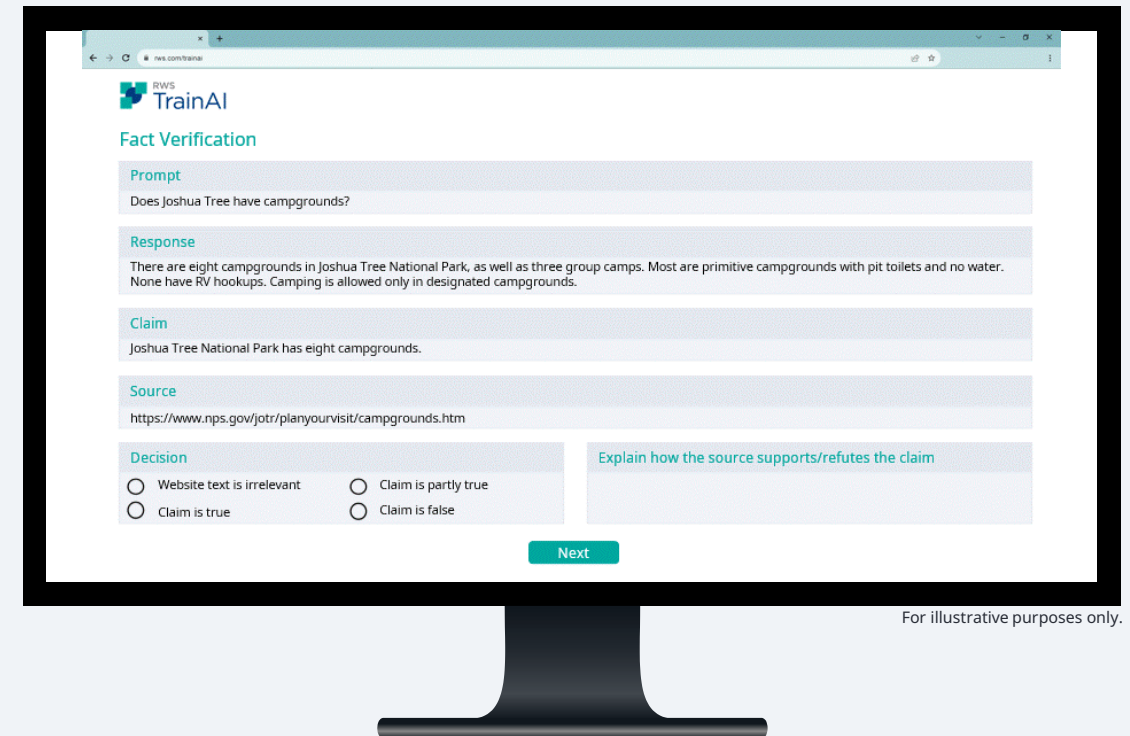 rws.com/trainai
RWS
TrainAI
Fact Verification
Prompt
Does Joshua Tree have campgrounds?
Response
There are eight campgrounds in Joshua Tree National Park, as well as three group camps. Most are primitive campgrounds with pit toilets and no water.
None have RV hookups. Camping is allowed only in designated campgrounds.
Claim
Joshua Tree National Park has eight campgrounds.
Source
https://www.nps.gov/jotr/planyourvisit/campgrounds.htm
Decision
Website text is irrelevant
Claim is partly true
Claim is true
Claim is false
Explain how the source supports/refutes the claim
Next
For illustrative purposes only.